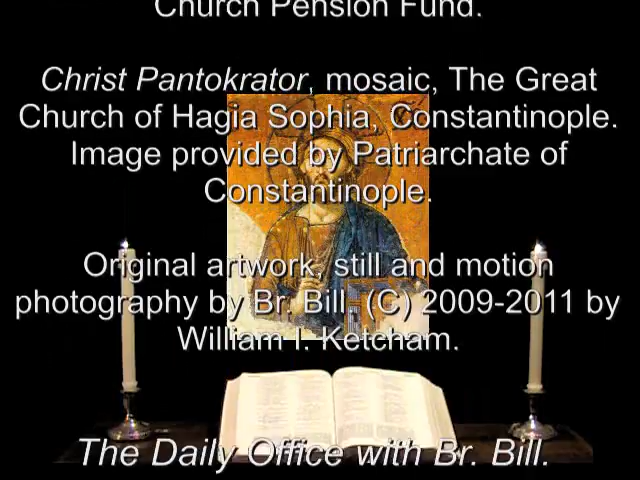 Church Pension Fund.
Christ Pantokrator, mosaic, The Great
Church of Hagia Sophia, Constantinople.
Image provided by Patriarchate of
Constantinople.
Original artwork, still and motion
photography by Br. Bill (C) 2009-2011 by
William I. Ketcham.
The Daily Office with Br. Bill.